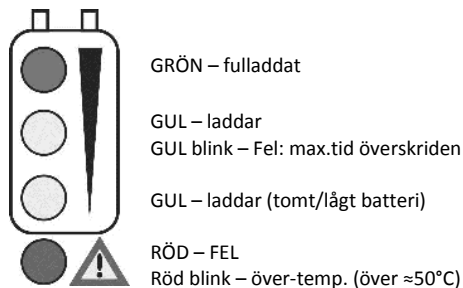 GRÖN – fulladdat
GUL – laddar
GUL blink – Fel: max.tid överskriden
GUL – laddar (tomt/lågt batteri)
RÖD – FEL
Röd blink – över-temp. (över ≈50°C)